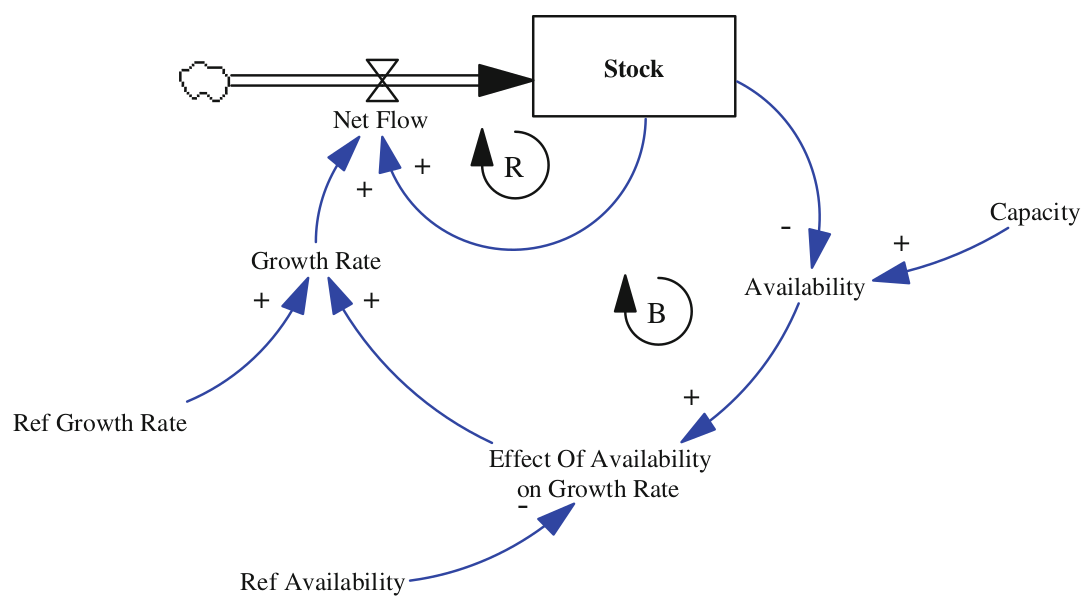 Stock
Net Flow
+
R
+
-
Capacity
+
Growth Rate
Availability
+
+
B
+
Ref Growth Rate
Effect Of Availability
on Growth Rate
-
Ref Availability